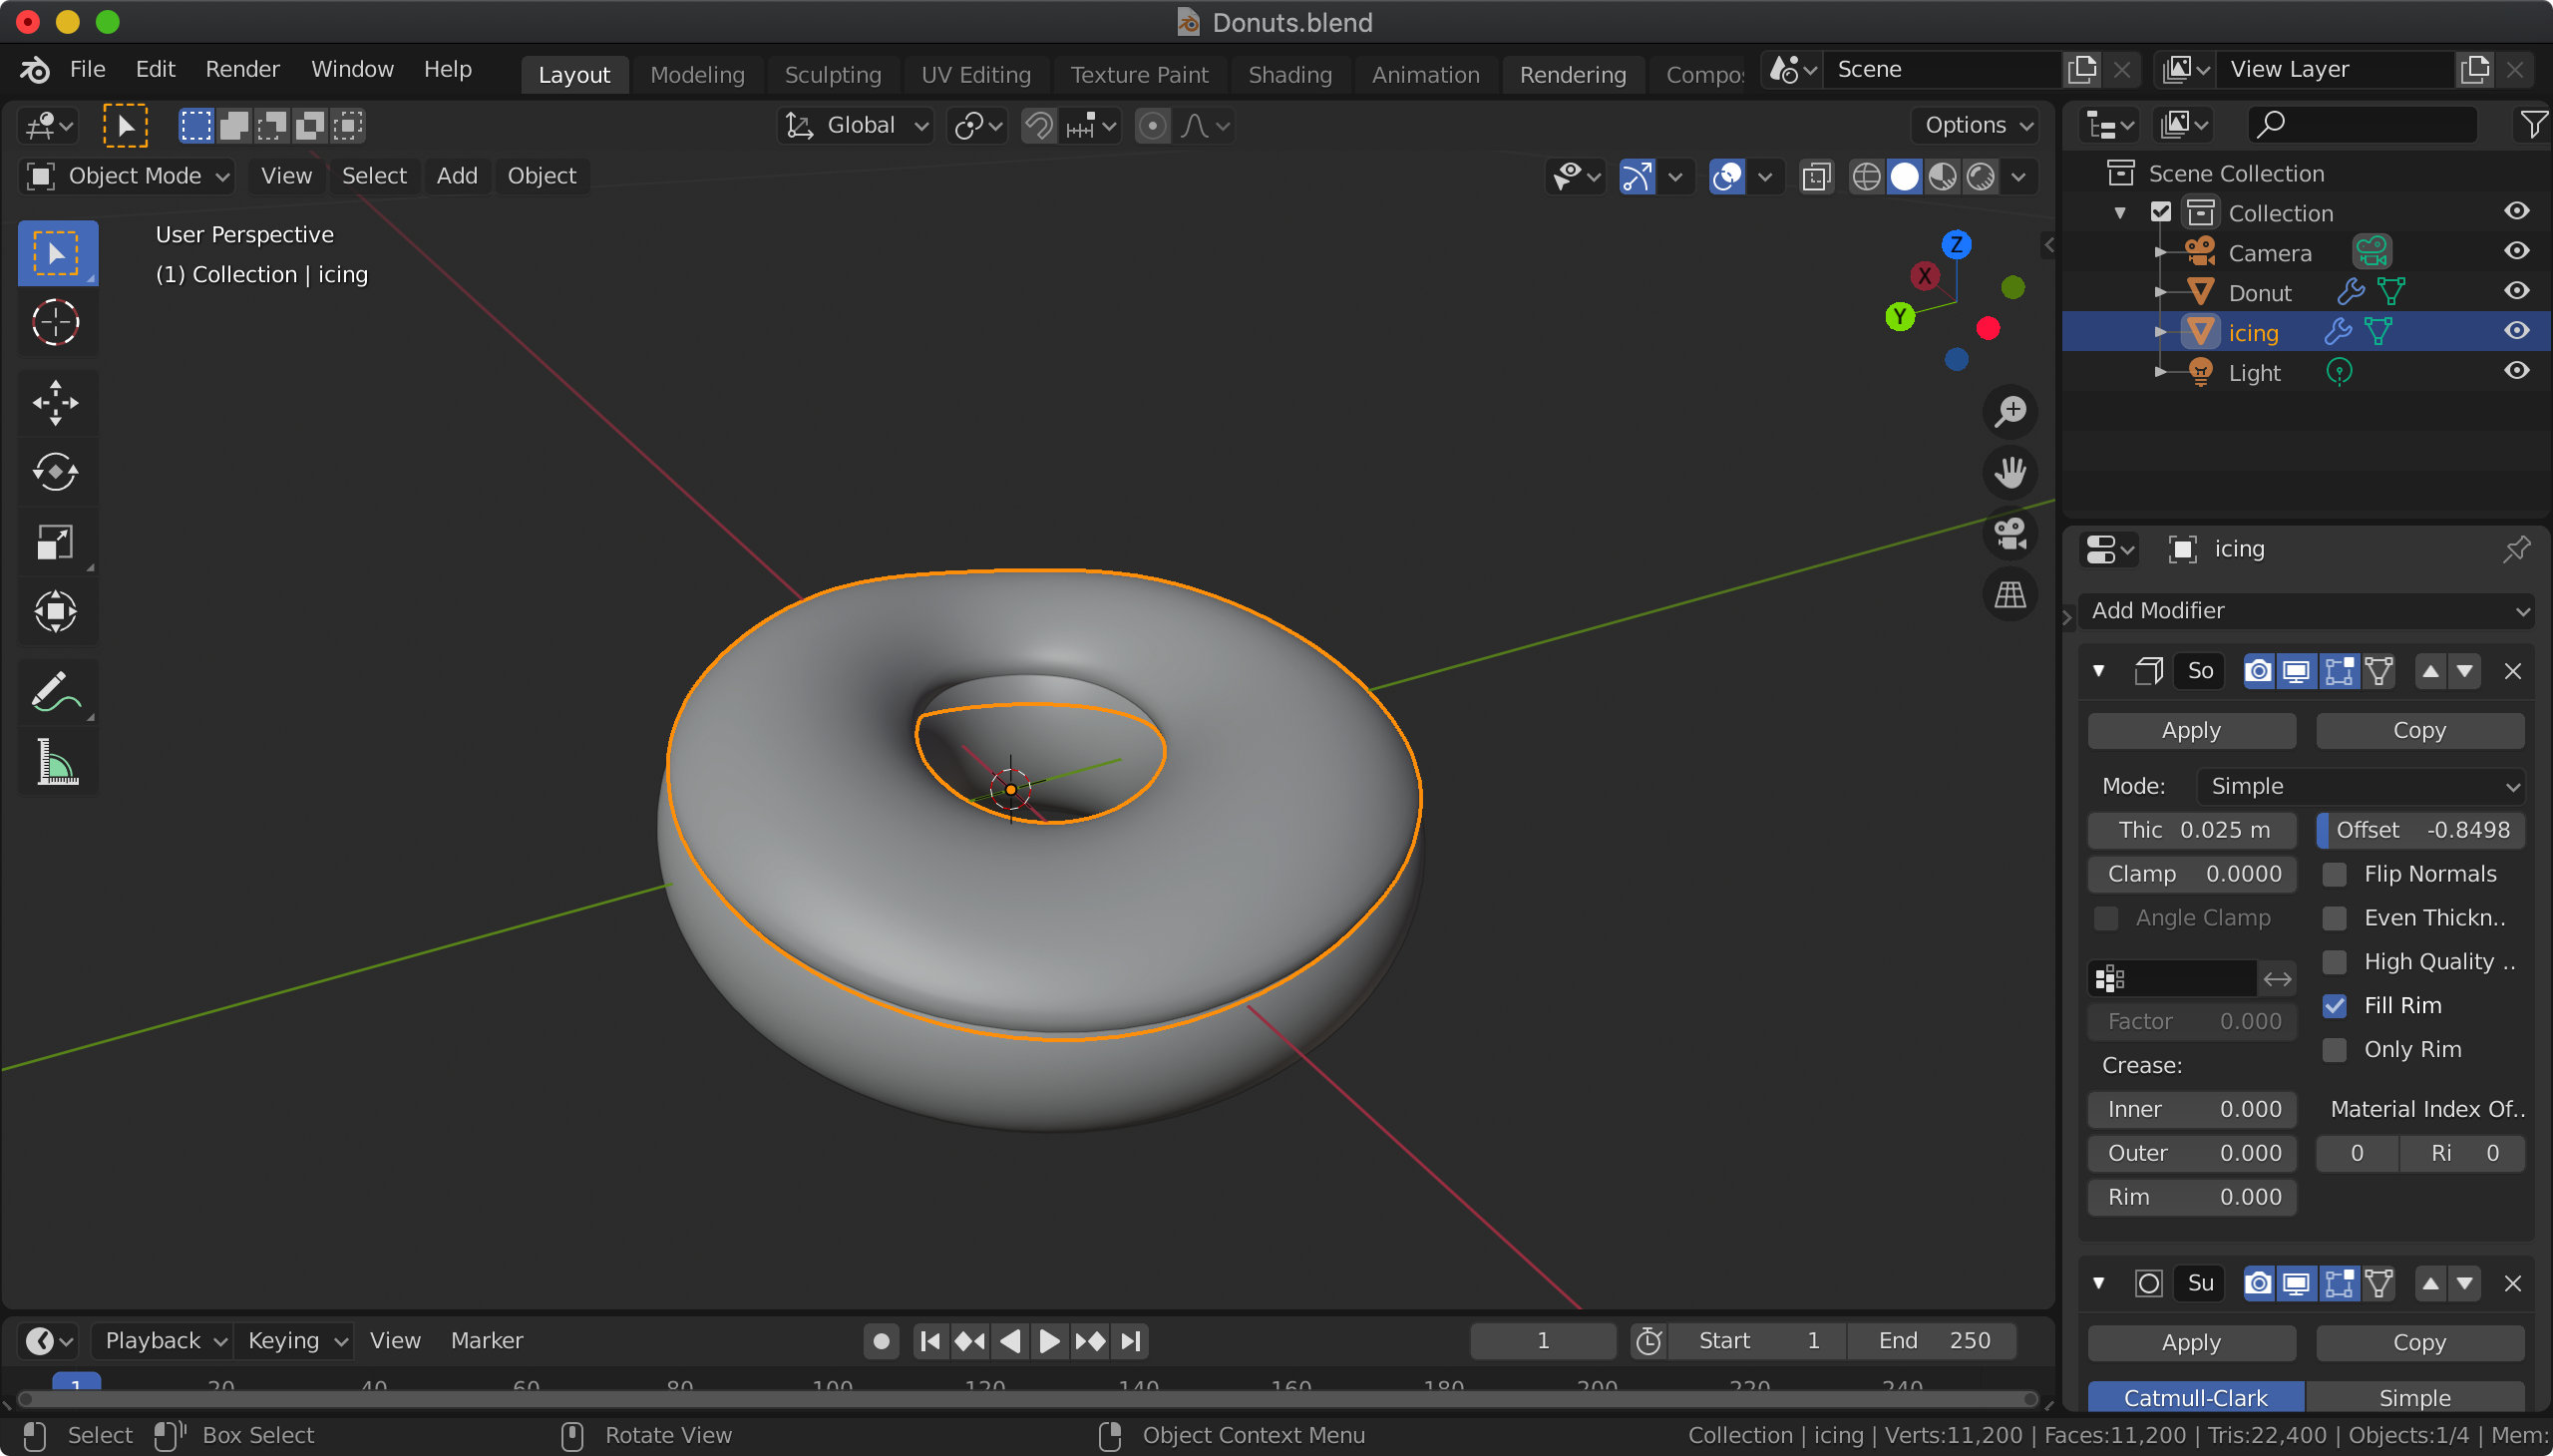 Donuts.blend
File Edit Render Window Help Layout Modeling Sculpting UV Editing Texture Paint Shading Animation Rendering Scene View Layer
Global Options
Object Mode View Select Add Object
User Perspective
(1) Collection | icing
Z
X
Y
Scene Collection
Collection
Camera
Donut
icing
Light
icing
Add Modifier
So
Apply Copy
Mode: Simple
Thic 0.025 m Offset -0.8498
Clamp 0.0000 Flip Normals
Angle Clamp Even Thickn..
High Quality ..
Factor 0.000 Fill Rim
Only Rim
Crease:
Inner 0.000 Material Index Of..
Outer 0.000 0 Ri 0
Rim 0.000
Su
Apply Copy
Catmull-Clark Simple
Playback Keying View Marker 1 Start 1 End 250
1 20 40 60 80 100 120 140 160 180 200 220 240
Select Box Select Rotate View Object Context Menu Collection | icing | Verts:11,200 | Faces:11,200 | Tris:22,400 | Objects:1/4 | Mem: